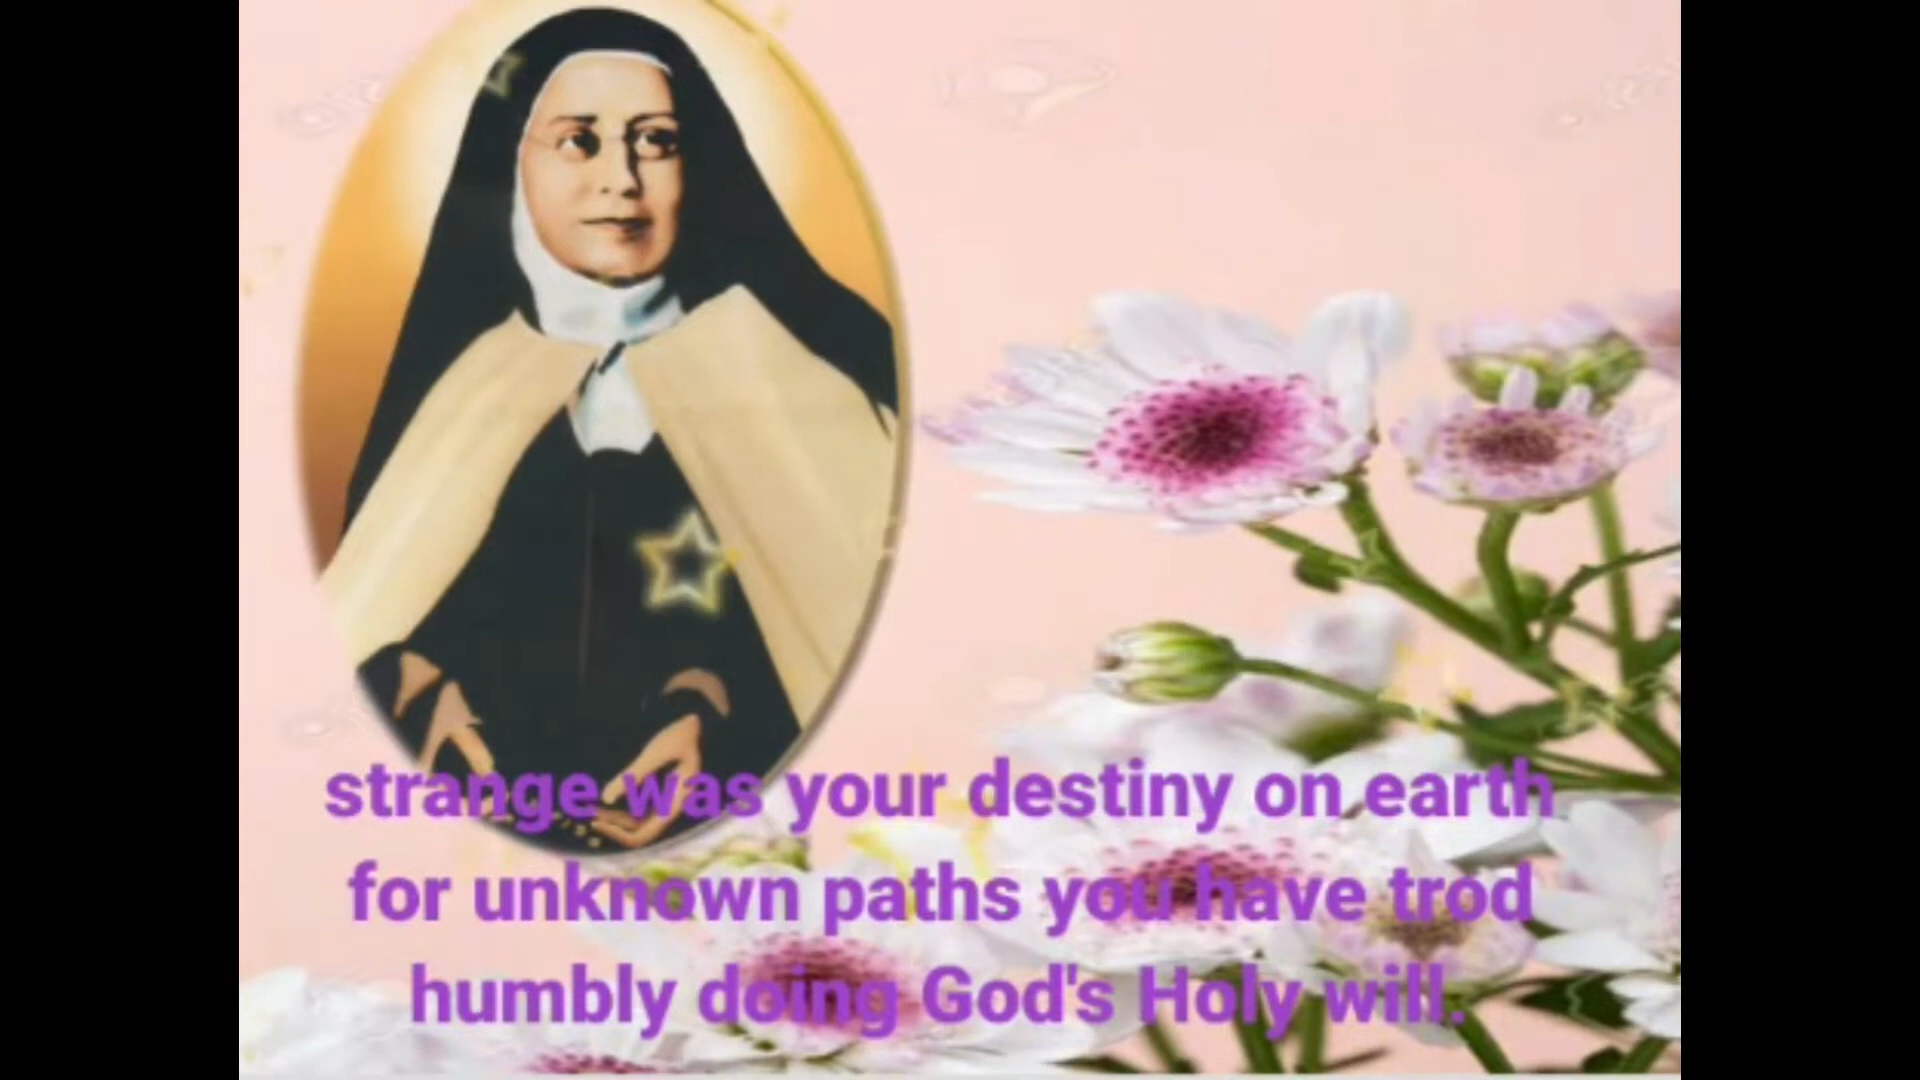 strange was your destiny on earth
for unknown paths you have trod
humbly doing God's Holy will.